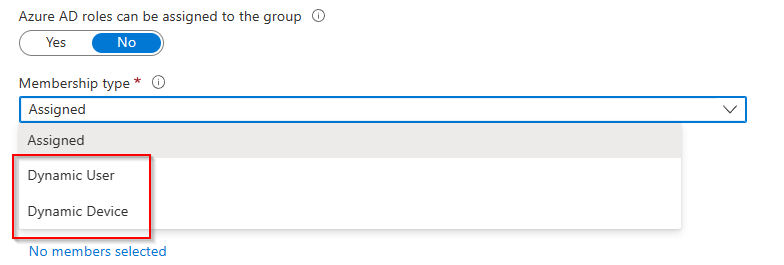 Azure AD roles can be assigned to the group
Yes No
Membership type *
Assigned
Assigned
Dynamic User
Dynamic Device
No members selected